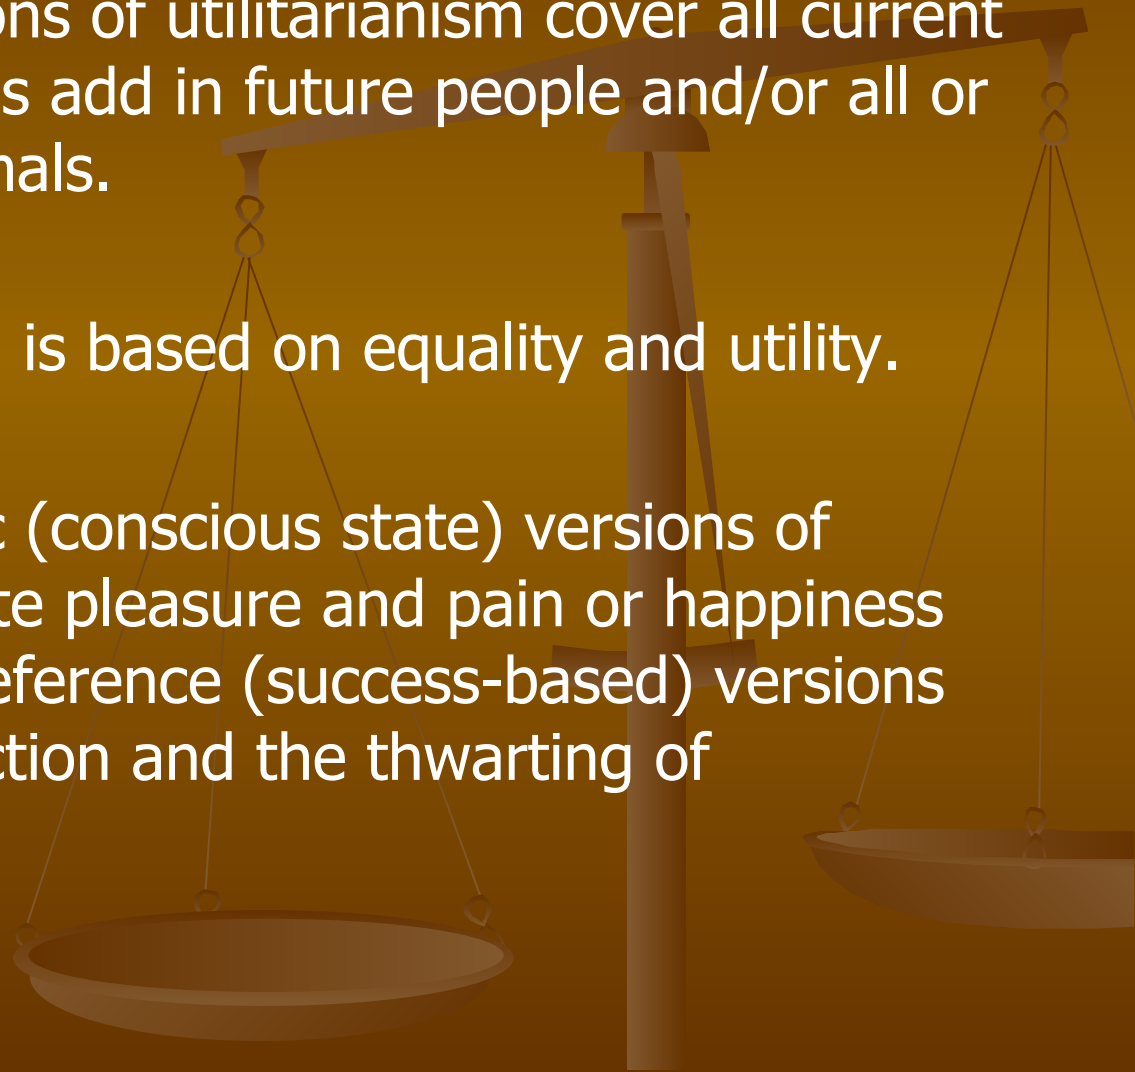 ons of utilitarianism cover all current
s add in future people and/or all or
nals.
is based on equality and utility.
c (conscious state) versions of
te pleasure and pain or happiness
eference (success-based) versions
ction and the thwarting of